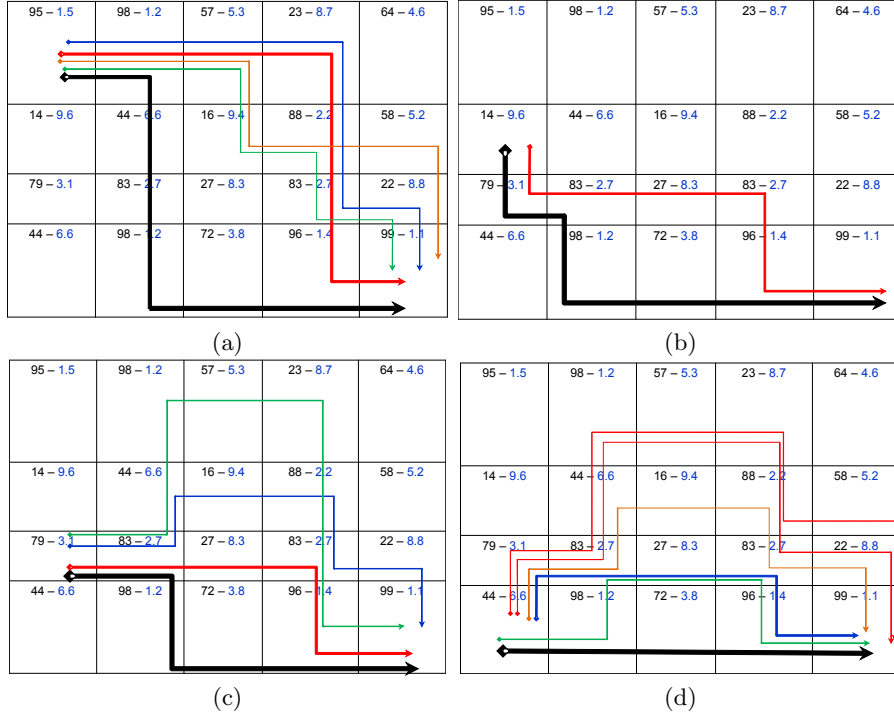 95 – 1.5 98 – 1.2 57 – 5.3 23 – 8.7 64 – 4.6
14 – 9.6 44 – 6.6 16 – 9.4 88 – 2.2 58 – 5.2
79 – 3.1 83 – 2.7 27 – 8.3 83 – 2.7 22 – 8.8
44 – 6.6 98 – 1.2 72 – 3.8 96 – 1.4 99 – 1.1
(a)
95 – 1.5 98 – 1.2 57 – 5.3 23 – 8.7 64 – 4.6
14 – 9.6 44 – 6.6 16 – 9.4 88 – 2.2 58 – 5.2
79 – 3.1 83 – 2.7 27 – 8.3 83 – 2.7 22 – 8.8
44 – 6.6 98 – 1.2 72 – 3.8 96 – 1.4 99 – 1.1
(b)
95 – 1.5 98 – 1.2 57 – 5.3 23 – 8.7 64 – 4.6
14 – 9.6 44 – 6.6 16 – 9.4 88 – 2.2 58 – 5.2
79 – 3.1 83 – 2.7 27 – 8.3 83 – 2.7 22 – 8.8
44 – 6.6 98 – 1.2 72 – 3.8 96 – 1.4 99 – 1.1
(c)
95 – 1.5 98 – 1.2 57 – 5.3 23 – 8.7 64 – 4.6
14 – 9.6 44 – 6.6 16 – 9.4 88 – 2.2 58 – 5.2
79 – 3.1 83 – 2.7 27 – 8.3 83 – 2.7 22 – 8.8
44 – 6.6 98 – 1.2 72 – 3.8 96 – 1.4 99 – 1.1
(d)